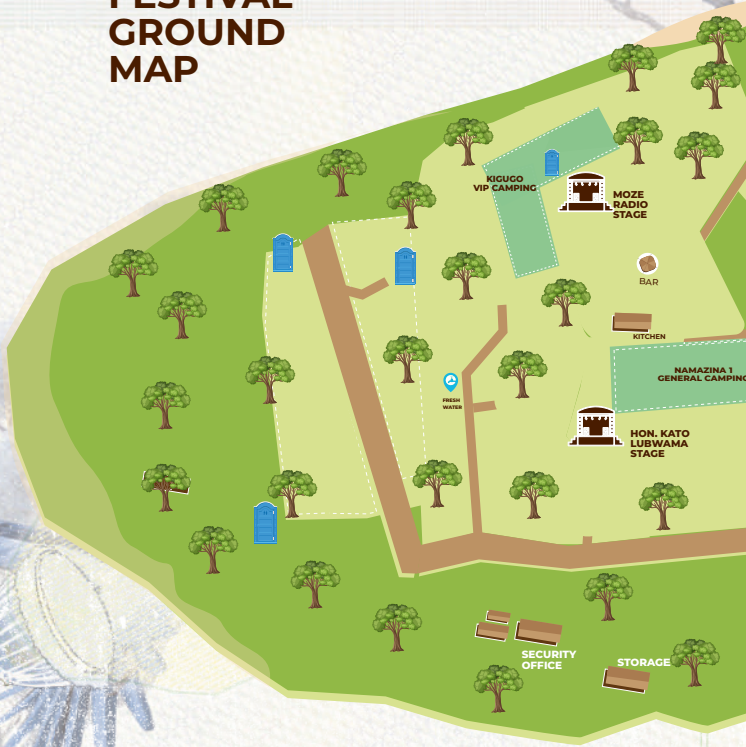 FESTIVAL
GROUND
MAP
KIGUGO
VIP CAMPING
MOZE
RADIO
STAGE
BAR
KITCHEN
NAMAZINA 1
GENERAL CAMPING
FRESH
WATER
HON. KATO
LUBWAMA
STAGE
SECURITY
OFFICE
STORAGE